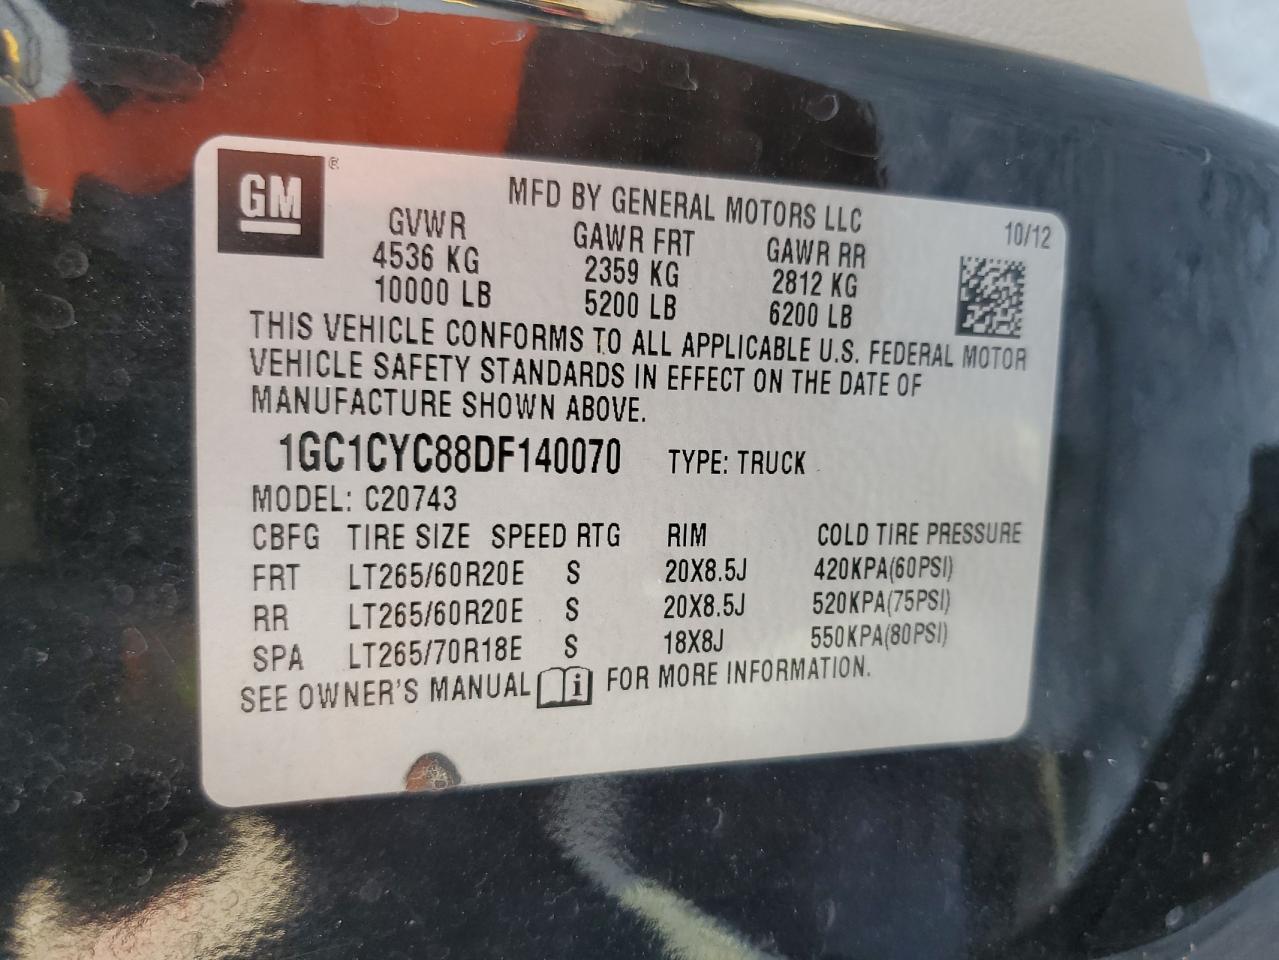 GM ®
MFD BY GENERAL MOTORS LLC
10/12
GVWR GAWR FRT GAWR RR
4536 KG 2359 KG 2812 KG
10000 LB 5200 LB 6200 LB
THIS VEHICLE CONFORMS TO ALL APPLICABLE U.S. FEDERAL MOTOR
VEHICLE SAFETY STANDARDS IN EFFECT ON THE DATE OF
MANUFACTURE SHOWN ABOVE.
1GC1CYC88DF140070 TYPE: TRUCK
MODEL: C20743
CBFG TIRE SIZE SPEED RTG RIM COLD TIRE PRESSURE
FRT LT265/60R20E S 20X8.5J 420KPA(60PSI)
RR LT265/60R20E S 20X8.5J 520KPA(75PSI)
SPA LT265/70R18E S 18X8J 550KPA(80PSI)
SEE OWNER'S MANUAL i FOR MORE INFORMATION.